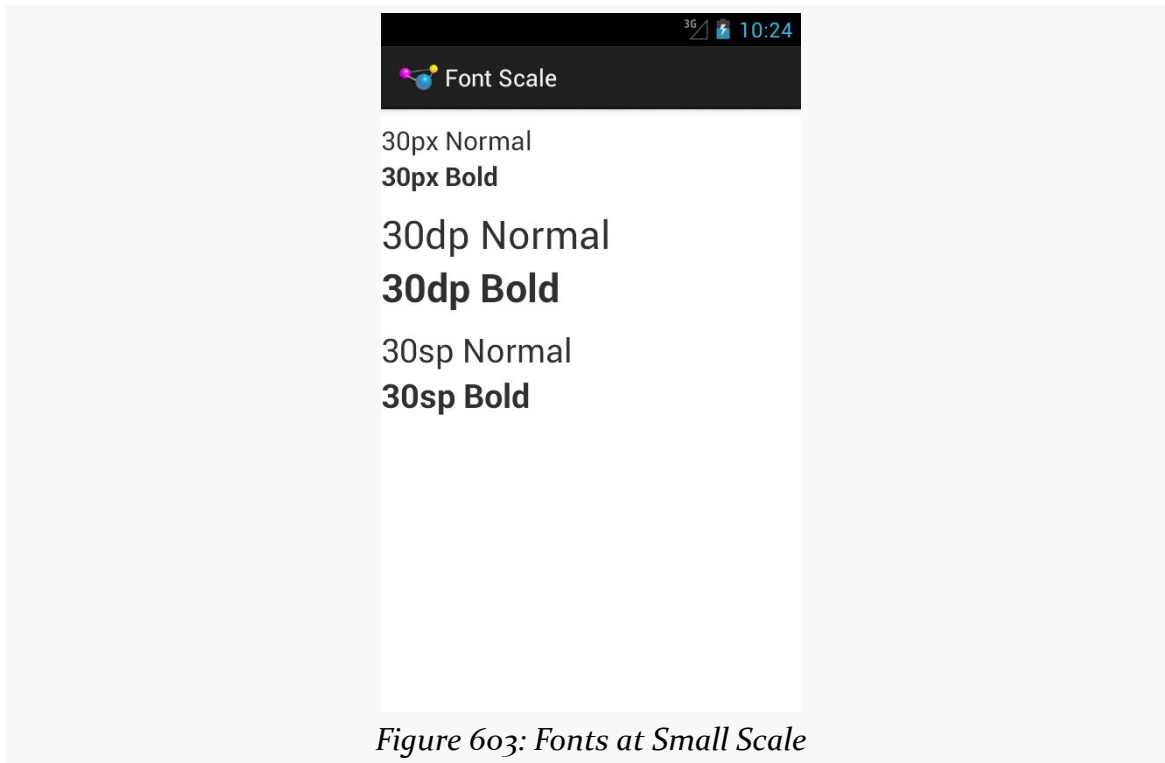 3G 10:24
Font Scale
30px Normal
30px Bold
30dp Normal
30dp Bold
30sp Normal
30sp Bold
Figure 603: Fonts at Small Scale